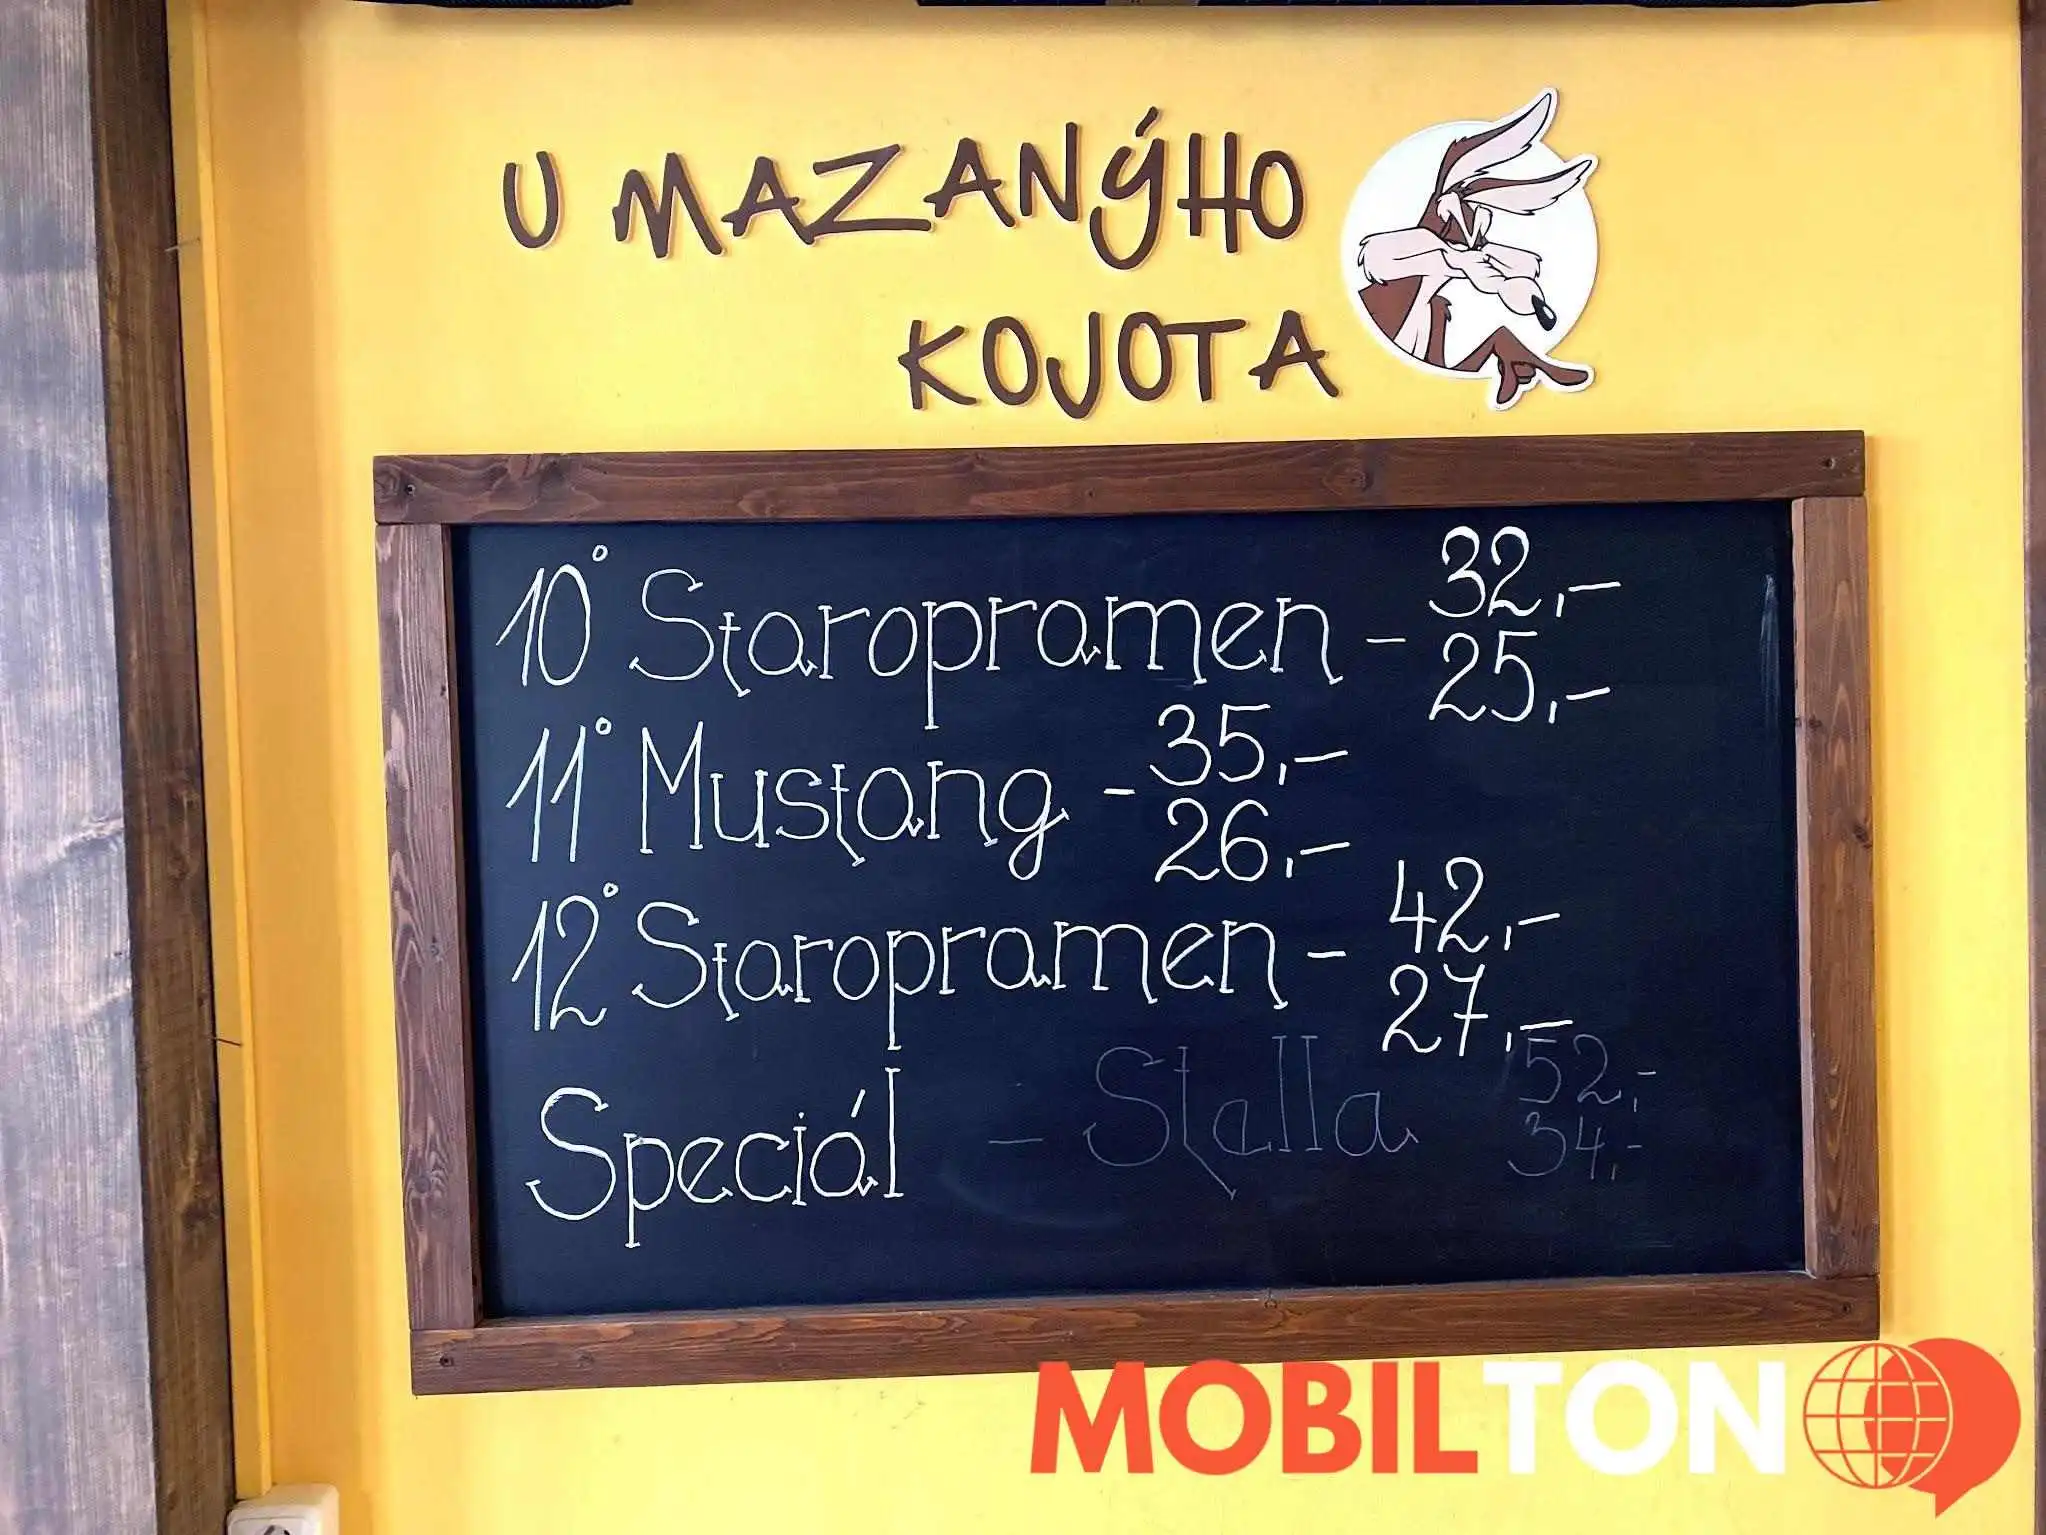 U MAZANÝHO
KOJOTA
10° Staropramen - 32,-
25,-
11° Mustang - 35,-
26,-
12° Staropramen - 42,-
27,-
Speciál - Stella 52,-
34,-
MOBILTON